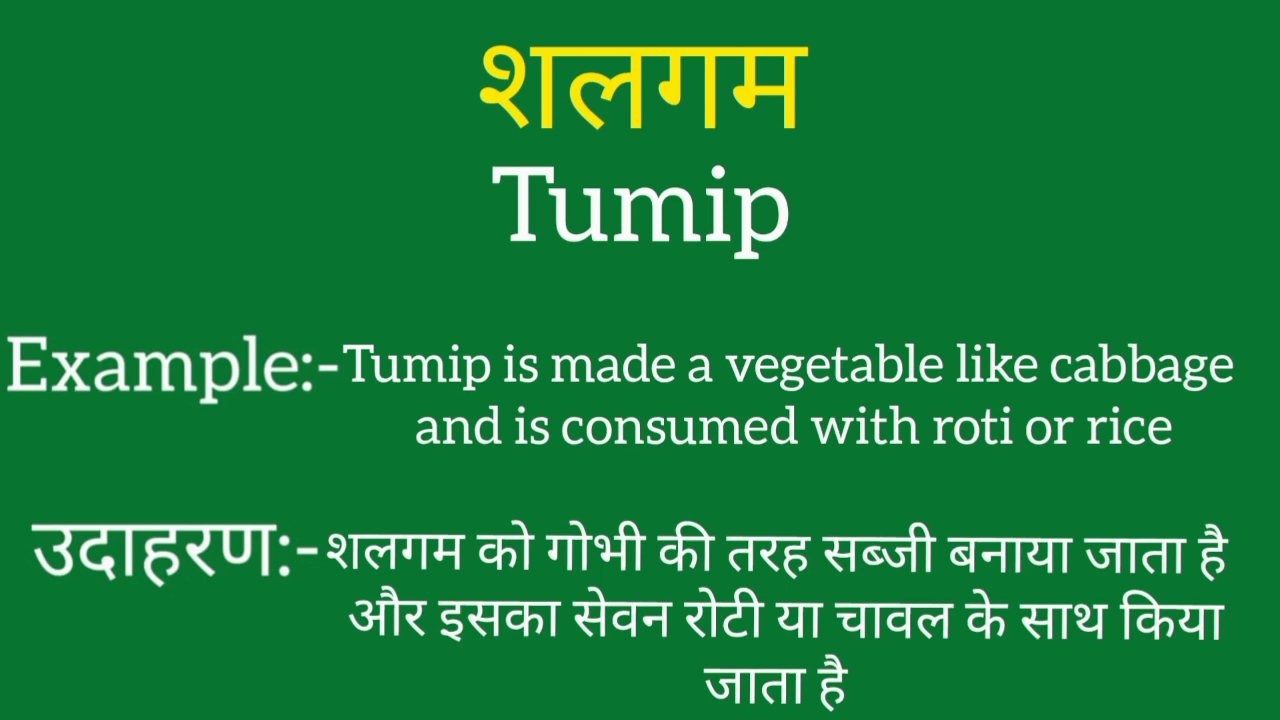 शलगम
Tumip
Example:-Tumip is made a vegetable like cabbage
and is consumed with roti or rice
उदाहरण:-शलगम को गोभी की तरह सब्जी बनाया जाता है
और इसका सेवन रोटी या चावल के साथ किया
जाता है